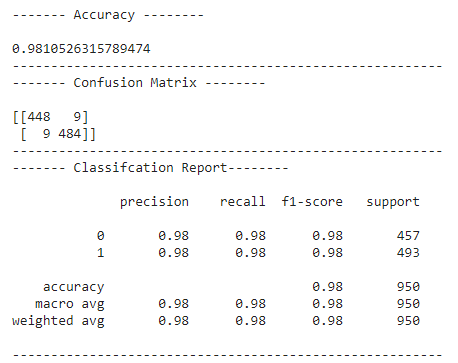 ------- Accuracy --------
0.9810526315789474
--------------------------------------------------------
------- Confusion Matrix --------
[[448   9]
 [  9 484]]
--------------------------------------------------------
------- Classifcation Report--------
              precision    recall  f1-score   support
           0       0.98      0.98      0.98       457
           1       0.98      0.98      0.98       493
    accuracy                           0.98       950
   macro avg       0.98      0.98      0.98       950
weighted avg       0.98      0.98      0.98       950
--------------------------------------------------------